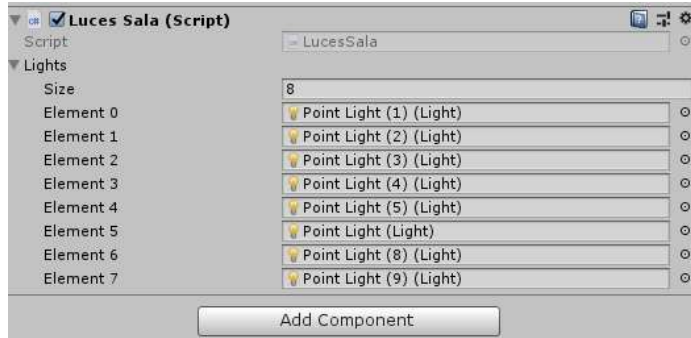 Luces Sala (Script)
Script LucesSala
Lights
Size 8
Element 0 Point Light (1) (Light)
Element 1 Point Light (2) (Light)
Element 2 Point Light (3) (Light)
Element 3 Point Light (4) (Light)
Element 4 Point Light (5) (Light)
Element 5 Point Light (Light)
Element 6 Point Light (8) (Light)
Element 7 Point Light (9) (Light)
Add Component